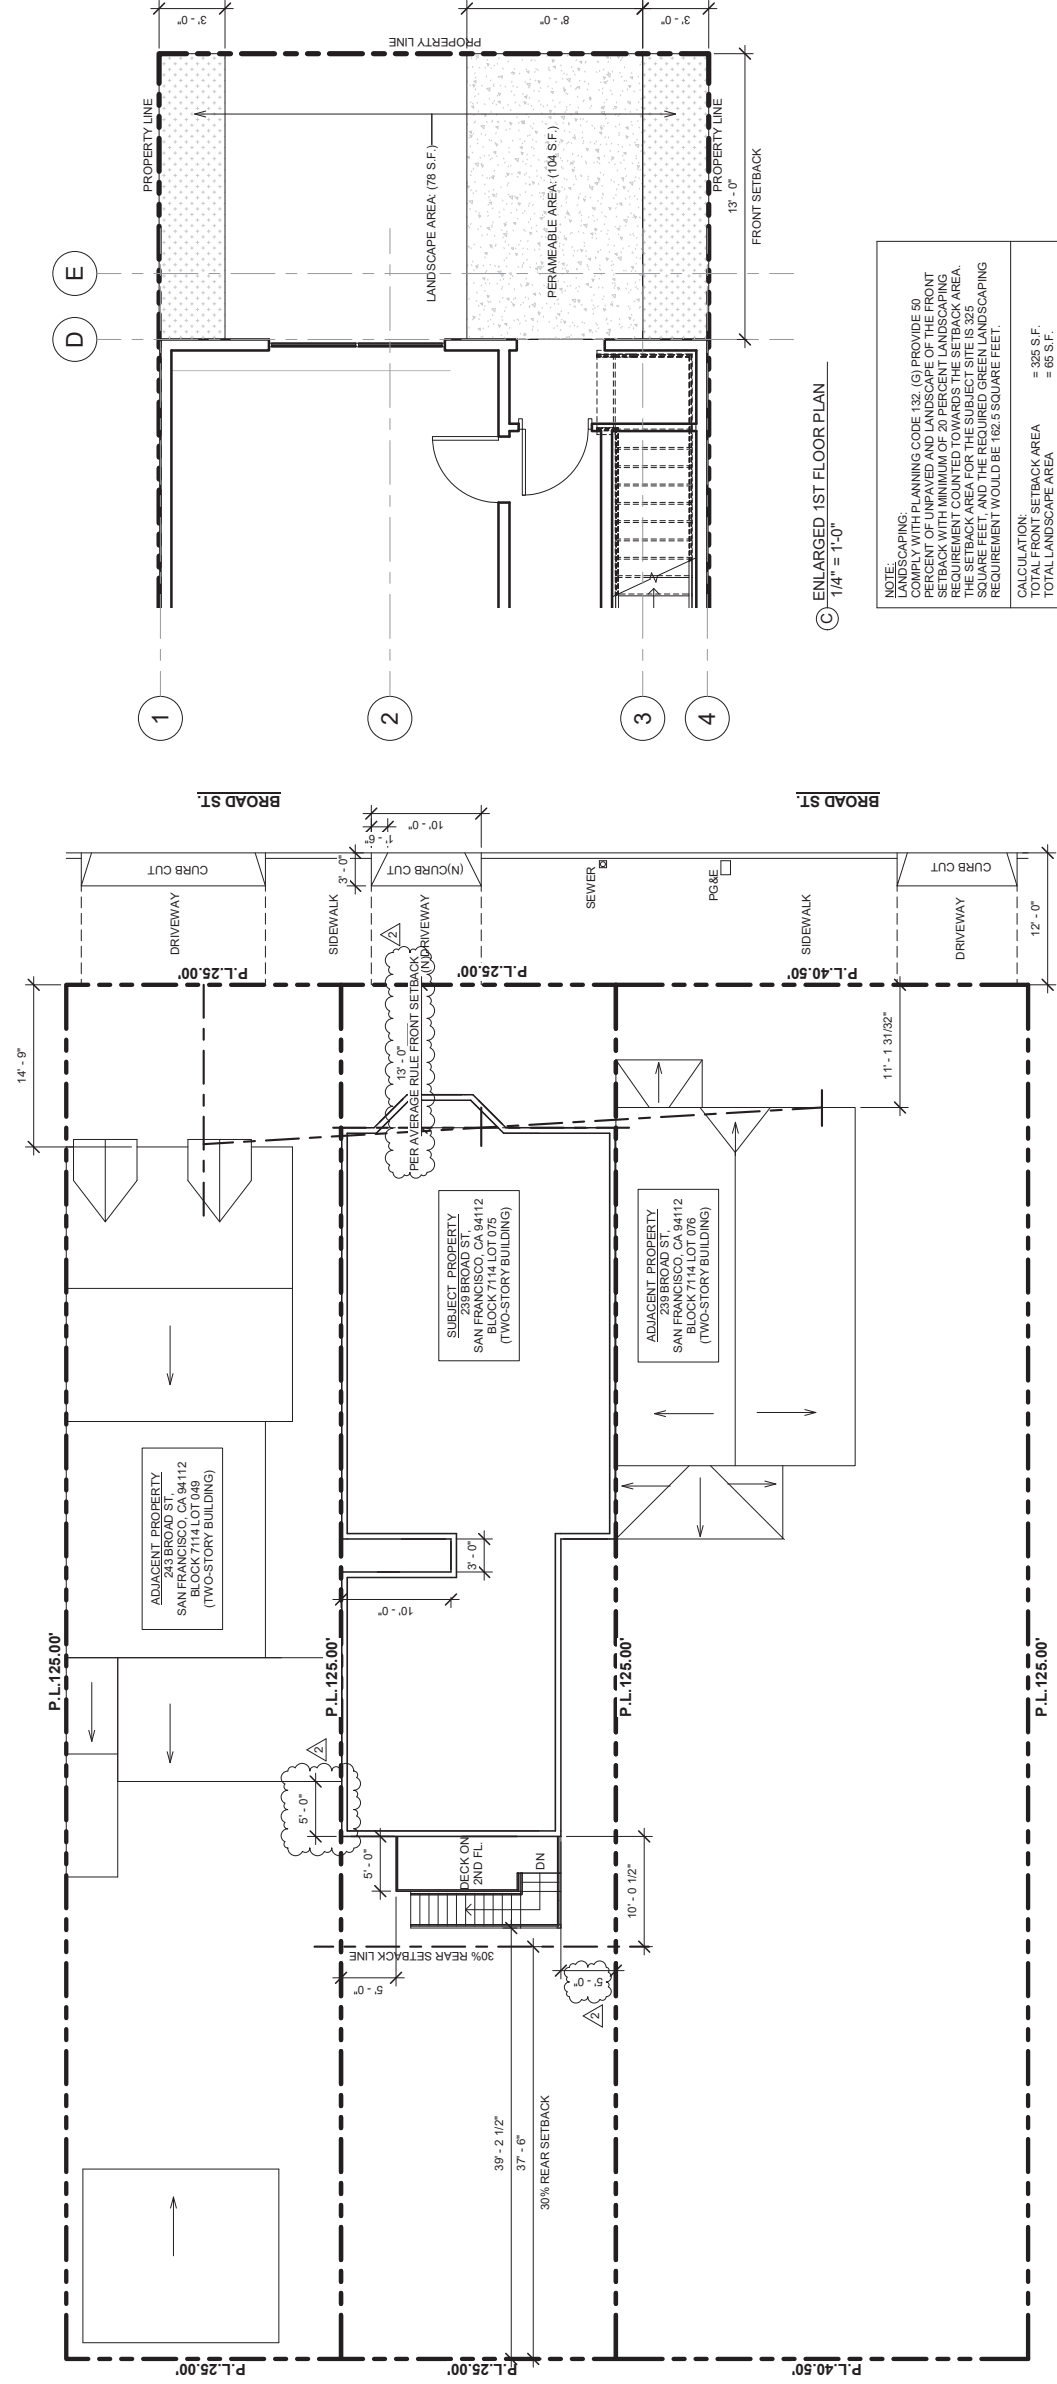 3' - 0"
8' - 0"
3' - 0"
PROPERTY LINE
PROPERTY LINE
PROPERTY LINE
LANDSCAPE AREA: (78 S.F.)
PERAMEABLE AREA: (104 S.F.)
13' - 0"
FRONT SETBACK
E
D
1
2
3
4
C
ENLARGED 1ST FLOOR PLAN
1/4" = 1'-0"
NOTE:
LANDSCAPING:
COMPLY WITH PLANNING CODE 132. (G) PROVIDE 50
PERCENT OF UNPAVED AND LANDSCAPE OF THE FRONT
SETBACK WITH MINIMUM OF 20 PERCENT LANDSCAPING
REQUIREMENT COUNTED TOWARDS THE SETBACK AREA.
THE SETBACK AREA FOR THE SUBJECT SITE IS 325
SQUARE FEET, AND THE REQUIRED GREEN LANDSCAPING
REQUIREMENT WOULD BE 162.5 SQUARE FEET.
CALCULATION:
TOTAL FRONT SETBACK AREA = 325 S.F.
TOTAL LANDSCAPE AREA = 65 S.F.
BROAD ST.
BROAD ST.
CURB CUT
(N)CURB CUT
CURB CUT
3' - 0"
1' - 6"
10' - 0"
DRIVEWAY
SIDEWALK
(N)DRIVEWAY
SEWER
PG&E
SIDEWALK
DRIVEWAY
12' - 0"
P.L.25.00'
P.L.25.00'
P.L.40.50'
14' - 9"
13' - 0"
PER AVERAGE RULE FRONT SETBACK
2
11' - 1 31/32"
SUBJECT PROPERTY
239 BROAD ST,
SAN FRANCISCO, CA 94112
BLOCK 7114 LOT 075
(TWO-STORY BUILDING)
ADJACENT PROPERTY
239 BROAD ST,
SAN FRANCISCO, CA 94112
BLOCK 7114 LOT 076
(TWO-STORY BUILDING)
ADJACENT PROPERTY
243 BROAD ST,
SAN FRANCISCO, CA 94112
BLOCK 7114 LOT 049
(TWO-STORY BUILDING)
3' - 0"
10' - 0"
P.L.125.00'
P.L.125.00'
P.L.125.00'
P.L.125.00'
2
5' - 0"
5' - 0"
DECK ON
2ND FL.
DN
10' - 0 1/2"
30% REAR SETBACK LINE
5' - 0"
5' - 0"
2
39' - 2 1/2"
37' - 6"
30% REAR SETBACK
P.L.25.00'
P.L.25.00'
P.L.40.50'